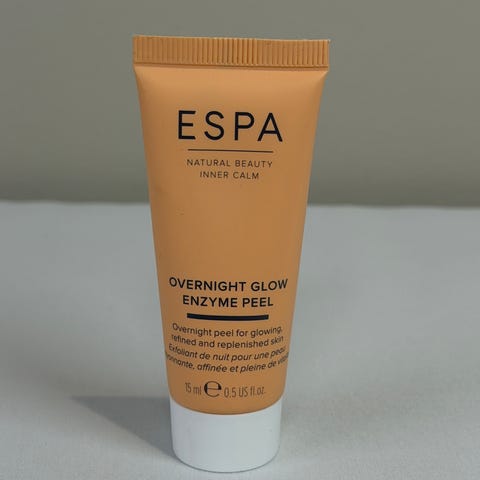 ESPA
NATURAL BEAUTY
INNER CALM
OVERNIGHT GLOW
ENZYME PEEL
Overnight peel for glowing,
refined and replenished skin
Exfoliant de nuit pour une peau
affinée et pleine de
15 ml ℮ 0.5 US fl.oz.